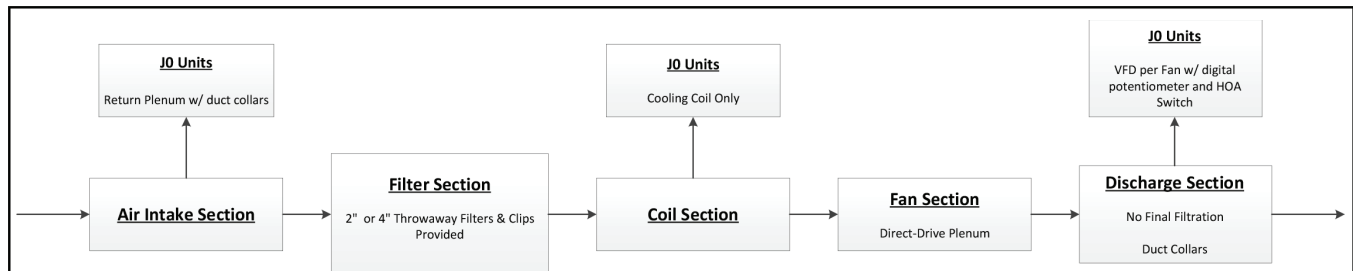 J0 Units
Return Plenum w/ duct collars
J0 Units
Cooling Coil Only
J0 Units
VFD per Fan w/ digital
potentiometer and HOA
Switch
Air Intake Section
Filter Section
2" or 4" Throwaway Filters & Clips
Provided
Coil Section
Fan Section
Direct-Drive Plenum
Discharge Section
No Final Filtration
Duct Collars